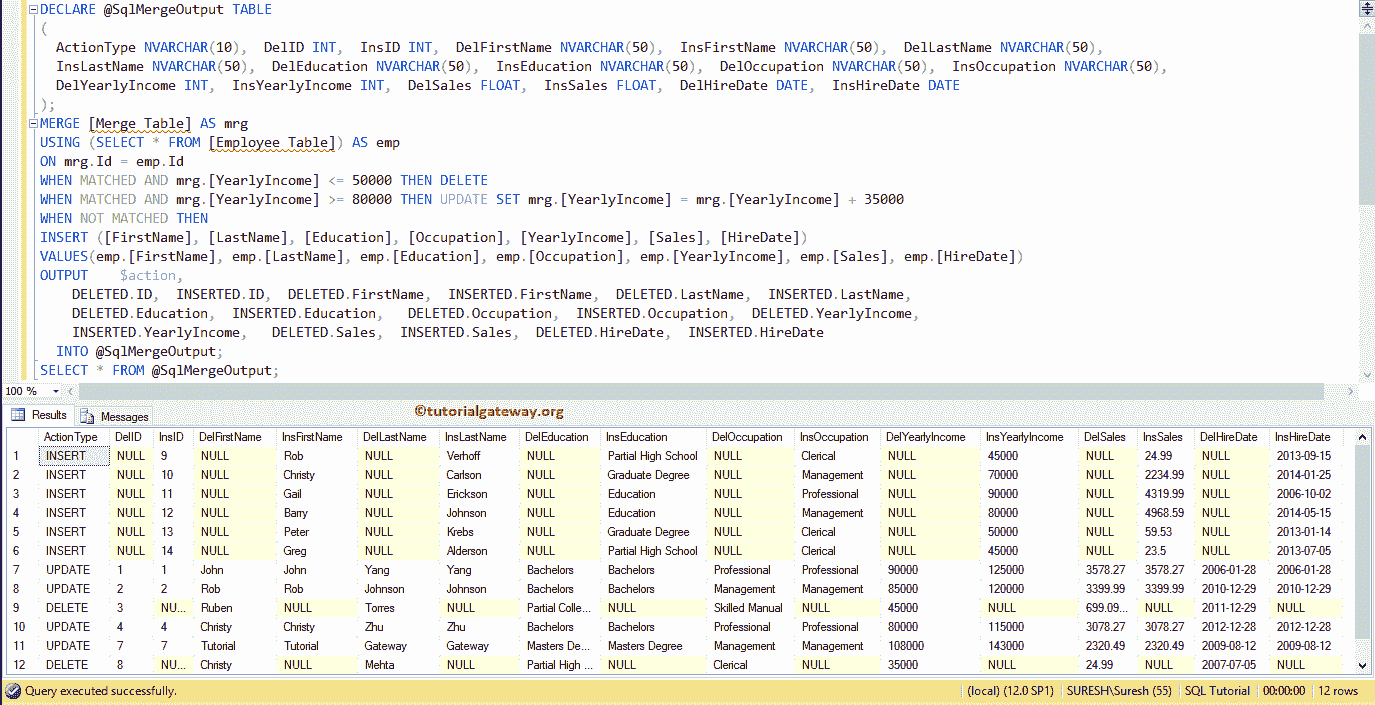 DECLARE @SqlMergeOutput TABLE
(
ActionType NVARCHAR(10), DelID INT, InsID INT, DelFirstName NVARCHAR(50), InsFirstName NVARCHAR(50), DelLastName NVARCHAR(50),
InsLastName NVARCHAR(50), DelEducation NVARCHAR(50), InsEducation NVARCHAR(50), DelOccupation NVARCHAR(50), InsOccupation NVARCHAR(50),
DelYearlyIncome INT, InsYearlyIncome INT, DelSales FLOAT, InsSales FLOAT, DelHireDate DATE, InsHireDate DATE
);
MERGE [Merge Table] AS mrg
USING (SELECT * FROM [Employee Table]) AS emp
ON mrg.Id = emp.Id
WHEN MATCHED AND mrg.[YearlyIncome] <= 50000 THEN DELETE
WHEN MATCHED AND mrg.[YearlyIncome] >= 80000 THEN UPDATE SET mrg.[YearlyIncome] = mrg.[YearlyIncome] + 35000
WHEN NOT MATCHED THEN
INSERT ([FirstName], [LastName], [Education], [Occupation], [YearlyIncome], [Sales], [HireDate])
VALUES(emp.[FirstName], emp.[LastName], emp.[Education], emp.[Occupation], emp.[YearlyIncome], emp.[Sales], emp.[HireDate])
OUTPUT $action,
DELETED.ID, INSERTED.ID, DELETED.FirstName, INSERTED.FirstName, DELETED.LastName, INSERTED.LastName,
DELETED.Education, INSERTED.Education, DELETED.Occupation, INSERTED.Occupation, DELETED.YearlyIncome,
INSERTED.YearlyIncome, DELETED.Sales, INSERTED.Sales, DELETED.HireDate, INSERTED.HireDate
INTO @SqlMergeOutput;
SELECT * FROM @SqlMergeOutput;
100 %
Results Messages ©tutorialgateway.org
ActionType DelID InsID DelFirstName InsFirstName DelLastName InsLastName DelEducation InsEducation DelOccupation InsOccupation DelYearlyIncome InsYearlyIncome DelSales InsSales DelHireDate InsHireDate
1 INSERT NULL 9 NULL Rob NULL Verhoff NULL Partial High School NULL Clerical NULL 45000 NULL 24.99 NULL 2013-09-15
2 INSERT NULL 10 NULL Christy NULL Carlson NULL Graduate Degree NULL Management NULL 70000 NULL 2234.99 NULL 2014-01-25
3 INSERT NULL 11 NULL Gail NULL Erickson NULL Education NULL Professional NULL 90000 NULL 4319.99 NULL 2006-10-02
4 INSERT NULL 12 NULL Barry NULL Johnson NULL Education NULL Management NULL 80000 NULL 4968.59 NULL 2014-05-15
5 INSERT NULL 13 NULL Peter NULL Krebs NULL Graduate Degree NULL Clerical NULL 50000 NULL 59.53 NULL 2013-01-14
6 INSERT NULL 14 NULL Greg NULL Alderson NULL Partial High School NULL Clerical NULL 45000 NULL 23.5 NULL 2013-07-05
7 UPDATE 1 1 John John Yang Yang Bachelors Bachelors Professional Professional 90000 125000 3578.27 3578.27 2006-01-28 2006-01-28
8 UPDATE 2 2 Rob Rob Johnson Johnson Bachelors Bachelors Management Management 85000 120000 3399.99 3399.99 2010-12-29 2010-12-29
9 DELETE 3 NU... Ruben NULL Torres NULL Partial Colle... NULL Skilled Manual NULL 45000 NULL 699.09... NULL 2011-12-29 NULL
10 UPDATE 4 4 Christy Christy Zhu Zhu Bachelors Bachelors Professional Professional 80000 115000 3078.27 3078.27 2012-12-28 2012-12-28
11 UPDATE 7 7 Tutorial Tutorial Gateway Gateway Masters De... Masters Degree Management Management 108000 143000 2320.49 2320.49 2009-08-12 2009-08-12
12 DELETE 8 NU... Christy NULL Mehta NULL Partial High ... NULL Clerical NULL 35000 NULL 24.99 NULL 2007-07-05 NULL
Query executed successfully. (local) (12.0 SP1) SURESH\Suresh (55) SQL Tutorial 00:00:00 12 rows